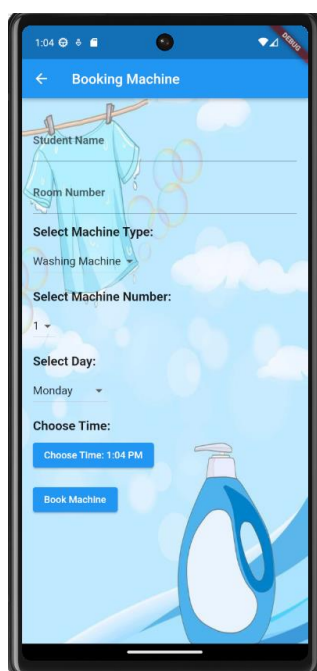 1:04
DEBUG
Booking Machine
Student Name
Room Number
Select Machine Type:
Washing Machine
Select Machine Number:
1
Select Day:
Monday
Choose Time:
Choose Time: 1:04 PM
Book Machine